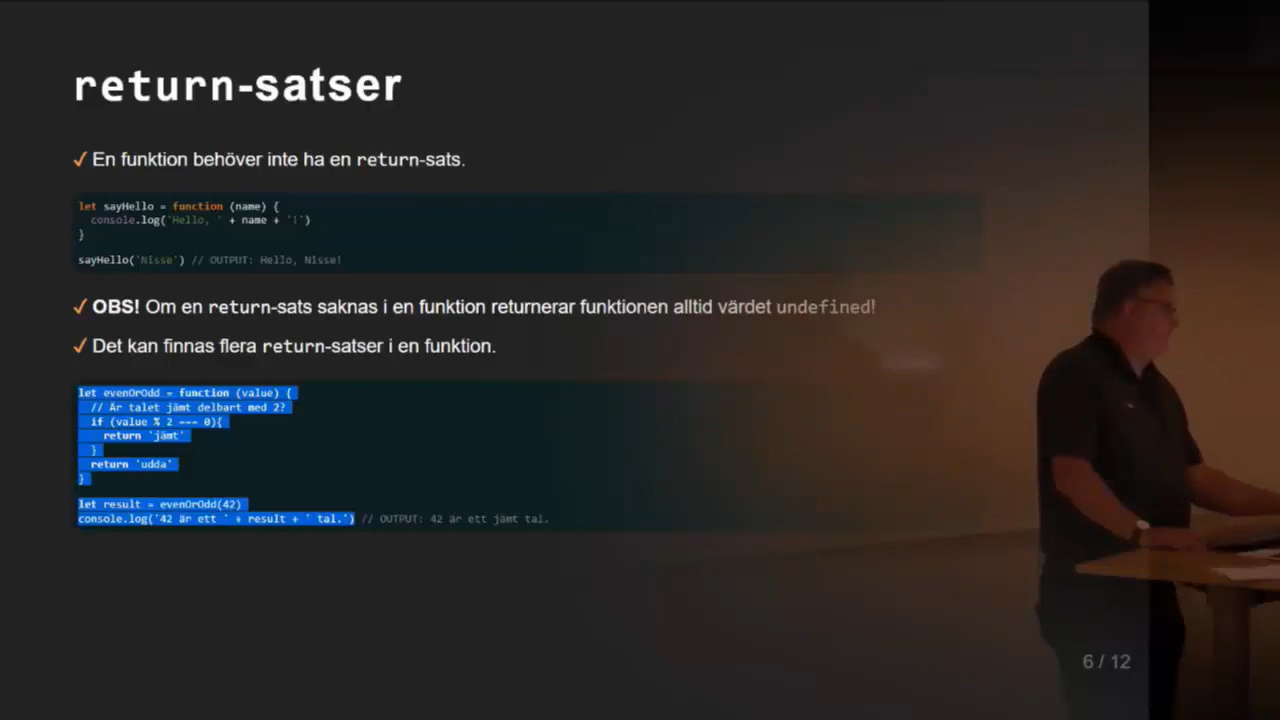 return-satser
✓ En funktion behöver inte ha en return-sats.
let sayHello = function (name) {
console.log('Hello, ' + name + '!')
}
sayHello('Nisse') // OUTPUT: Hello, Nisse!
✓ OBS! Om en return-sats saknas i en funktion returnerar funktionen alltid värdet undefined!
✓ Det kan finnas flera return-satser i en funktion.
let evenOrOdd = function (value) {
// Är talet jämt delbart med 2?
if (value % 2 === 0){
return 'jämt'
}
return 'udda'
}
let result = evenOrOdd(42)
console.log('42 är ett ' + result + ' tal.') // OUTPUT: 42 är ett jämt tal.
6 / 12